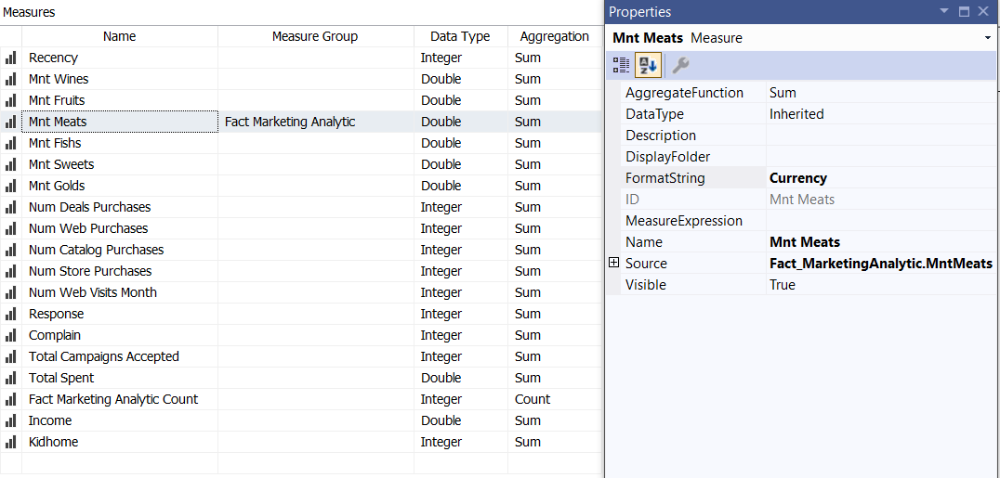 Measures
Name Measure Group Data Type Aggregation
Recency Integer Sum
Mnt Wines Double Sum
Mnt Fruits Double Sum
Mnt Meats Fact Marketing Analytic Double Sum
Mnt Fishs Double Sum
Mnt Sweets Double Sum
Mnt Golds Double Sum
Num Deals Purchases Integer Sum
Num Web Purchases Integer Sum
Num Catalog Purchases Integer Sum
Num Store Purchases Integer Sum
Num Web Visits Month Integer Sum
Response Integer Sum
Complain Integer Sum
Total Campaigns Accepted Integer Sum
Total Spent Double Sum
Fact Marketing Analytic Count Integer Count
Income Double Sum
Kidhome Integer Sum
Properties
Mnt Meats Measure
AggregateFunction Sum
DataType Inherited
Description
DisplayFolder
FormatString Currency
ID Mnt Meats
MeasureExpression
Name Mnt Meats
Source Fact_MarketingAnalytic.MntMeats
Visible True